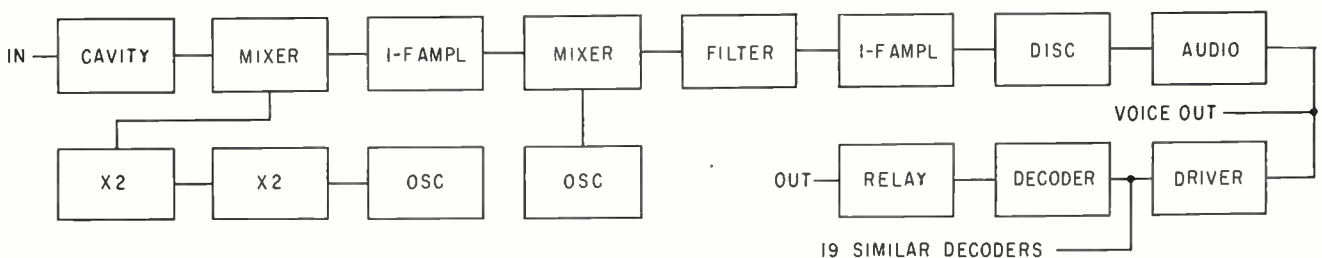 IN
CAVITY
MIXER
I-F AMPL
MIXER
FILTER
I-F AMPL
DISC
AUDIO
VOICE OUT
X2
X2
OSC
OSC
OUT
RELAY
DECODER
DRIVER
19 SIMILAR DECODERS